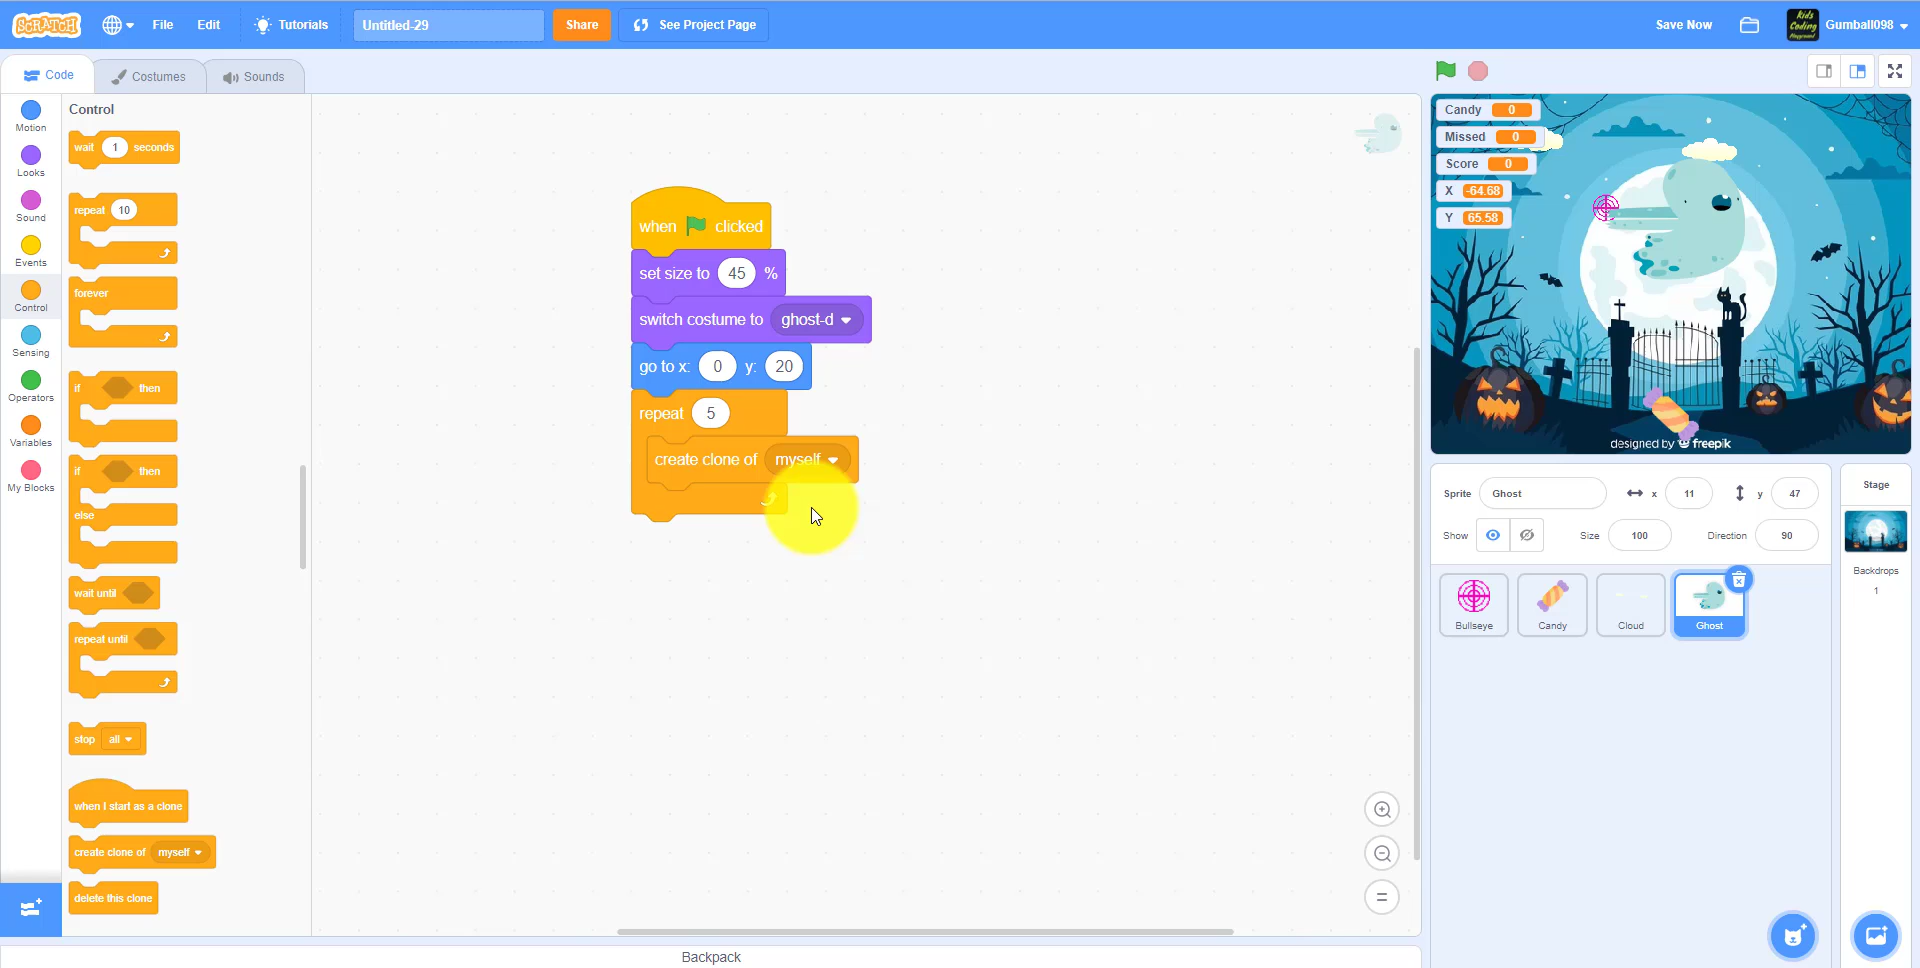 SCRATCH File Edit Tutorials Untitled-29 Share See Project Page Save Now Kids Coding Playground Gumball098
Code Costumes Sounds
Motion
Looks
Sound
Events
Control
Sensing
Operators
Variables
My Blocks
Control
wait 1 seconds
repeat 10
forever
if then
if then
else
wait until
repeat until
stop all
when I start as a clone
create clone of myself
delete this clone
when clicked
set size to 45 %
switch costume to ghost-d
go to x: 0 y: 20
repeat 5
create clone of myself
Backpack
Candy 0
Missed 0
Score 0
X -64.68
Y 65.58
designed by freepik
Sprite Ghost x 11 y 47
Show Size 100 Direction 90
Bullseye Candy Cloud Ghost
Stage
Backdrops
1